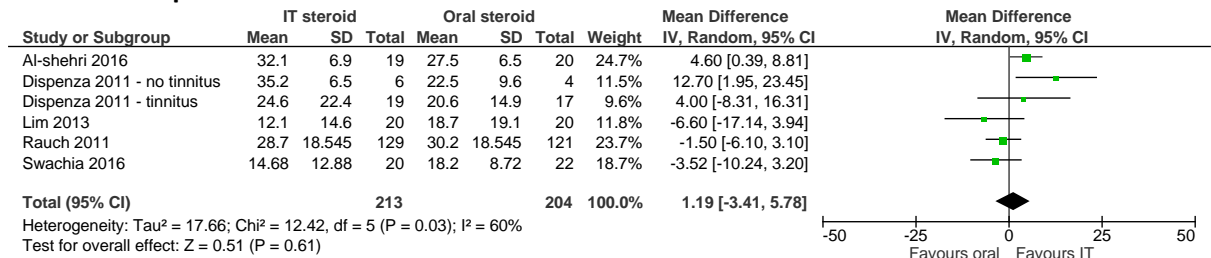 IT steroid Oral steroid Mean Difference Mean Difference
Study or Subgroup Mean SD Total Mean SD Total Weight IV, Random, 95% CI IV, Random, 95% CI
Al-shehri 2016 32.1 6.9 19 27.5 6.5 20 24.7% 4.60 [0.39, 8.81]
Dispenza 2011 - no tinnitus 35.2 6.5 6 22.5 9.6 4 11.5% 12.70 [1.95, 23.45]
Dispenza 2011 - tinnitus 24.6 22.4 19 20.6 14.9 17 9.6% 4.00 [-8.31, 16.31]
Lim 2013 12.1 14.6 20 18.7 19.1 20 11.8% -6.60 [-17.14, 3.94]
Rauch 2011 28.7 18.545 129 30.2 18.545 121 23.7% -1.50 [-6.10, 3.10]
Swachia 2016 14.68 12.88 20 18.2 8.72 22 18.7% -3.52 [-10.24, 3.20]
Total (95% CI) 213 204 100.0% 1.19 [-3.41, 5.78]
Heterogeneity: Tau² = 17.66; Chi² = 12.42, df = 5 (P = 0.03); I² = 60%
Test for overall effect: Z = 0.51 (P = 0.61)
-50 -25 0 25 50
Favours oral Favours IT